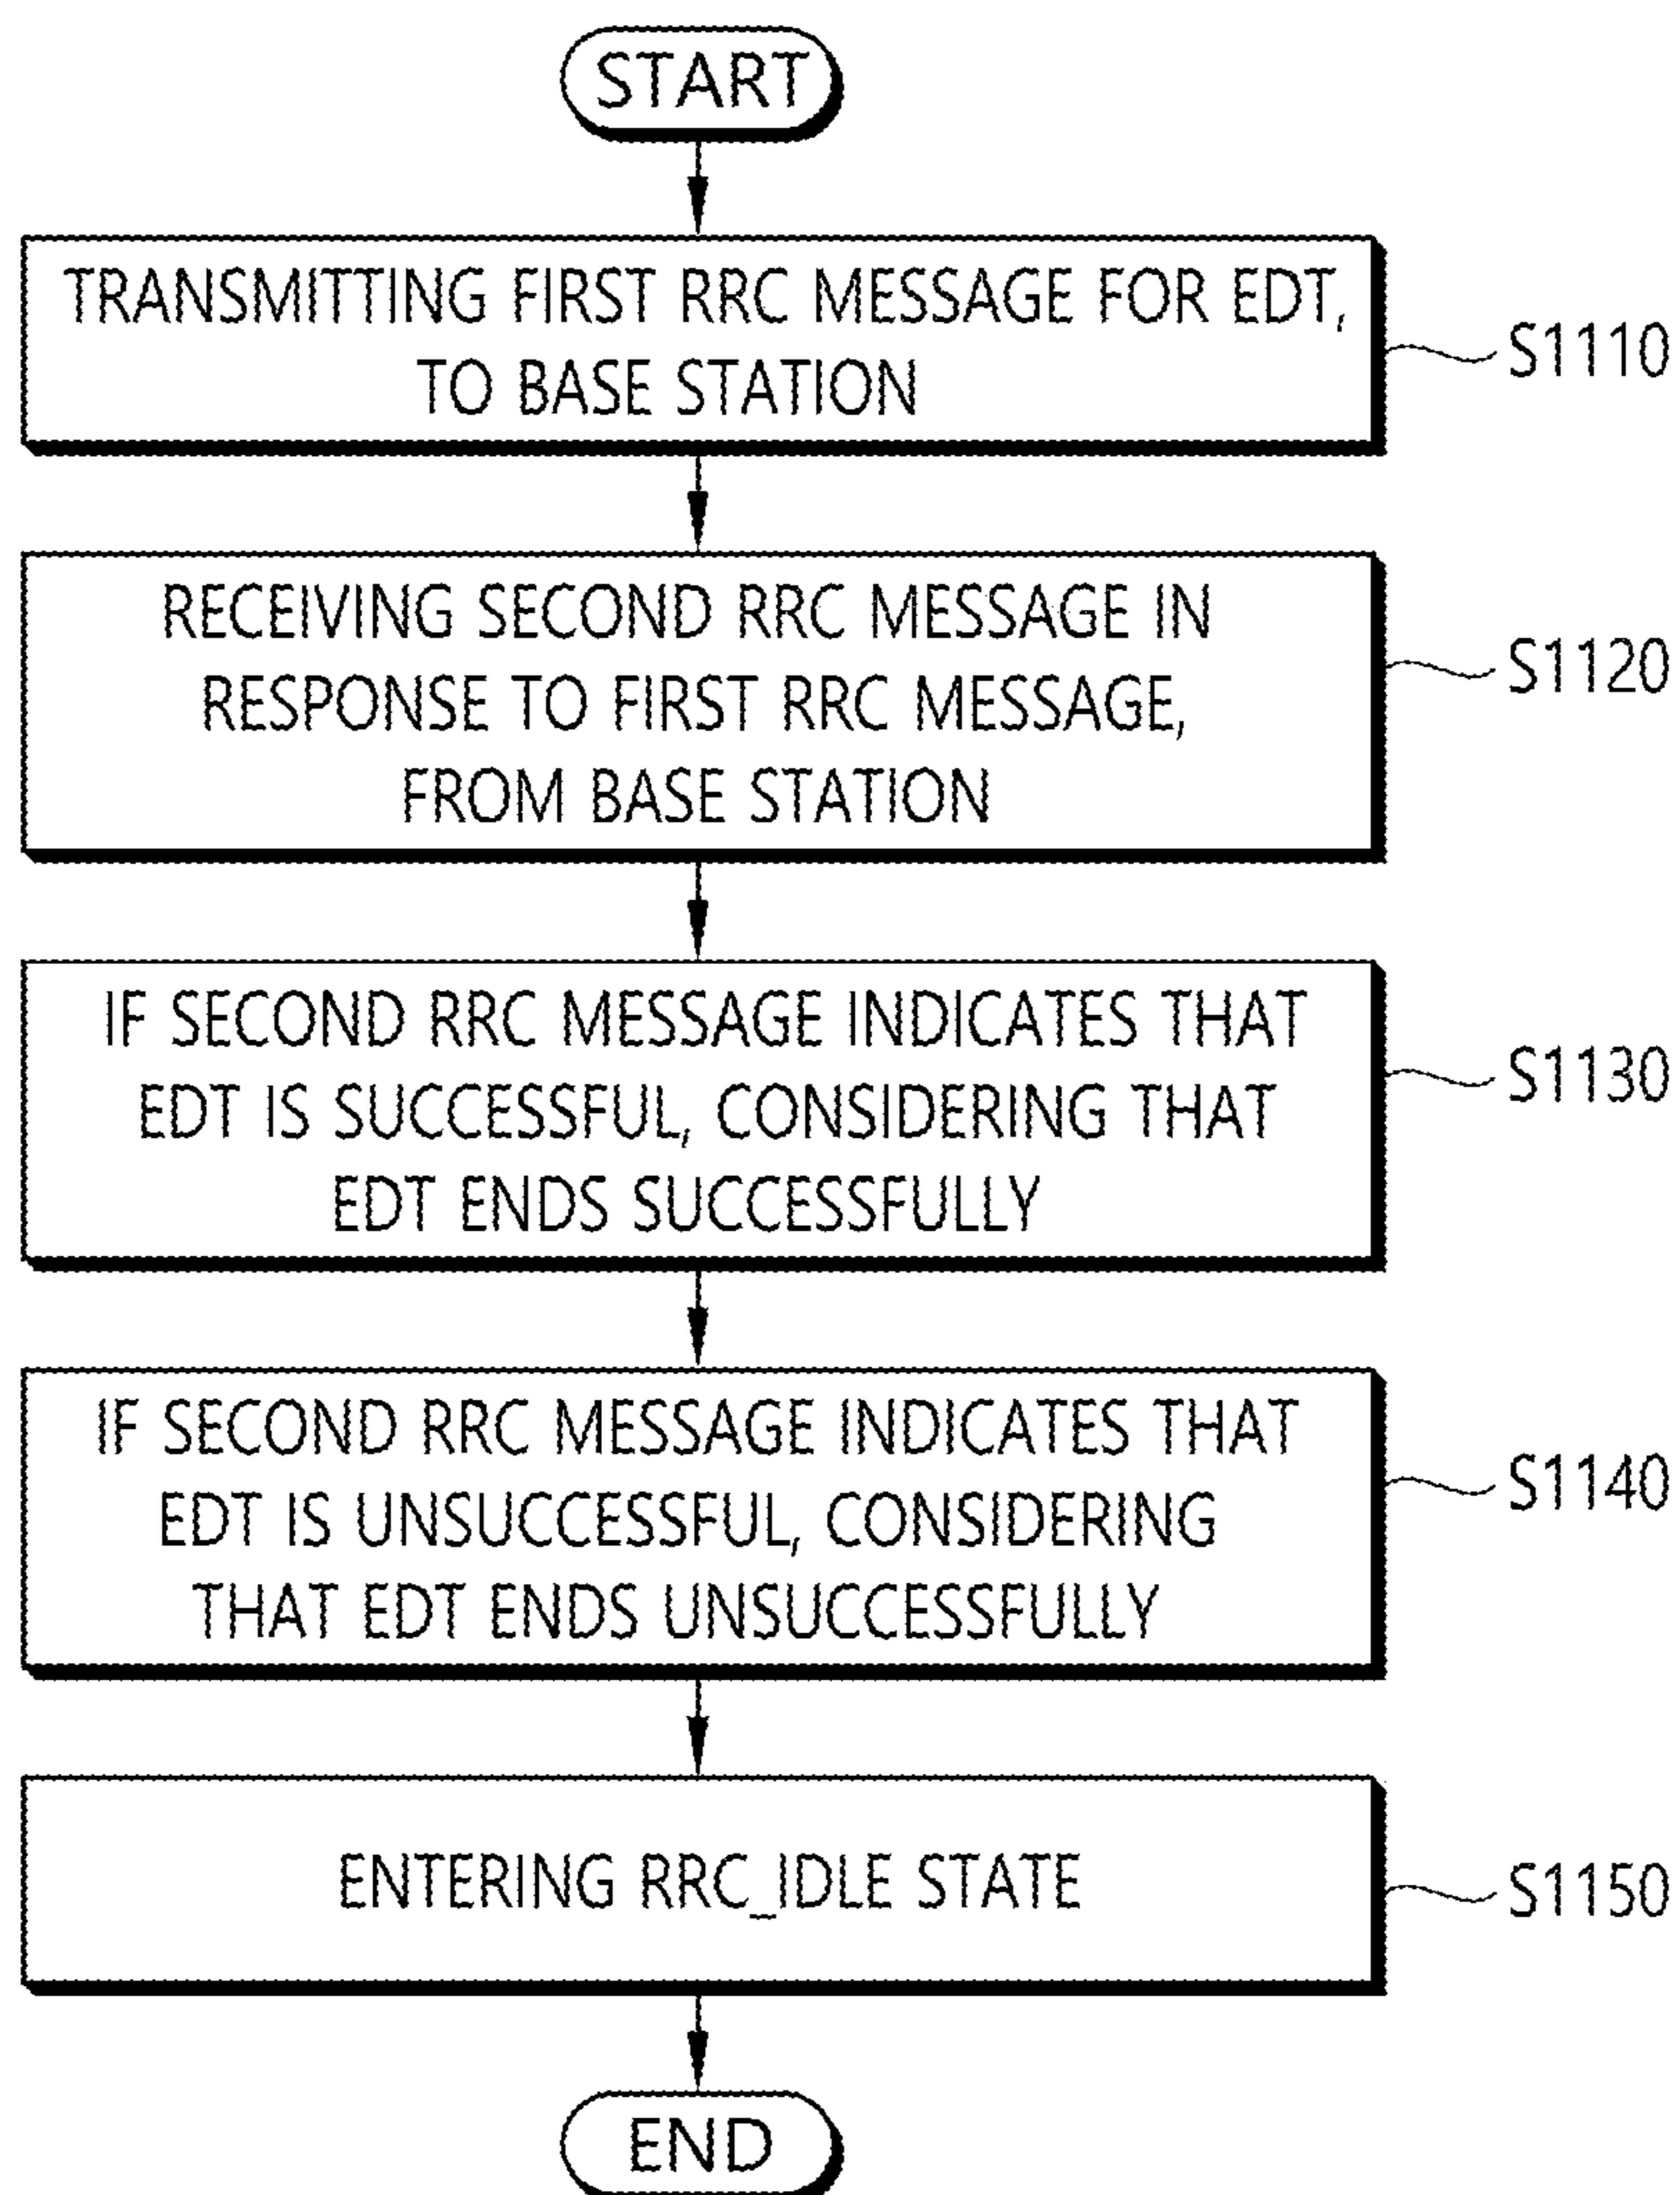 START
TRANSMITTING FIRST RRC MESSAGE FOR EDT,
TO BASE STATION
S1110
RECEIVING SECOND RRC MESSAGE IN
RESPONSE TO FIRST RRC MESSAGE,
FROM BASE STATION
S1120
IF SECOND RRC MESSAGE INDICATES THAT
EDT IS SUCCESSFUL, CONSIDERING THAT
EDT ENDS SUCCESSFULLY
S1130
IF SECOND RRC MESSAGE INDICATES THAT
EDT IS UNSUCCESSFUL, CONSIDERING
THAT EDT ENDS UNSUCCESSFULLY
S1140
ENTERING RRC_IDLE STATE
S1150
END